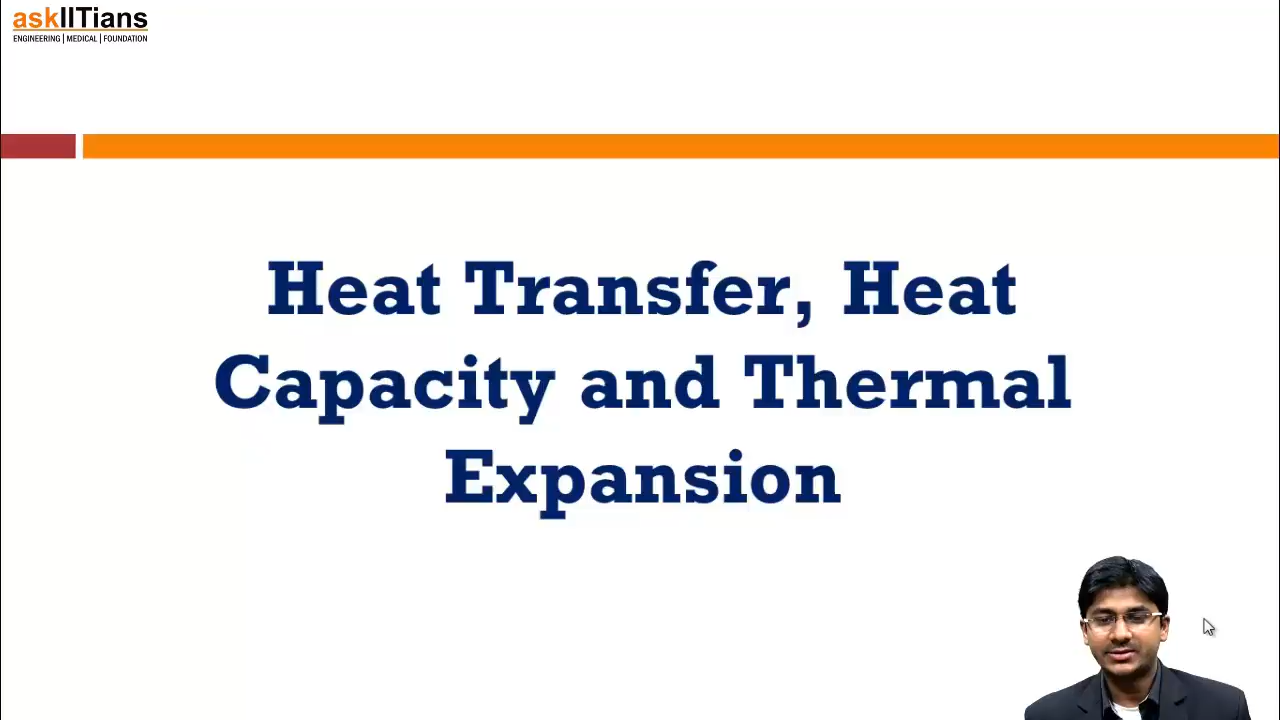 askIITians
ENGINEERING | MEDICAL | FOUNDATION
Heat Transfer, Heat
Capacity and Thermal
Expansion